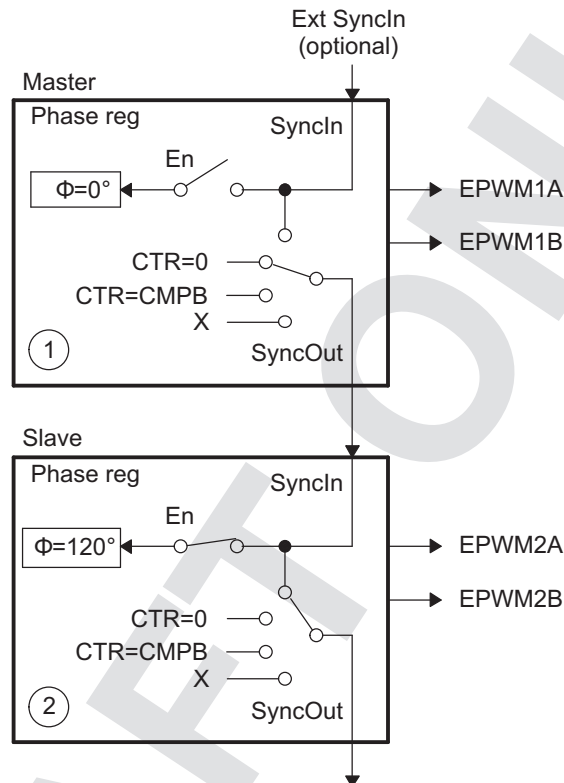 Ext SyncIn
(optional)
Master
Phase reg
SyncIn
En
Φ=0°
EPWM1A
EPWM1B
CTR=0
CTR=CMPB
X
1
SyncOut
Slave
Phase reg
SyncIn
En
Φ=120°
EPWM2A
EPWM2B
CTR=0
CTR=CMPB
X
2
SyncOut